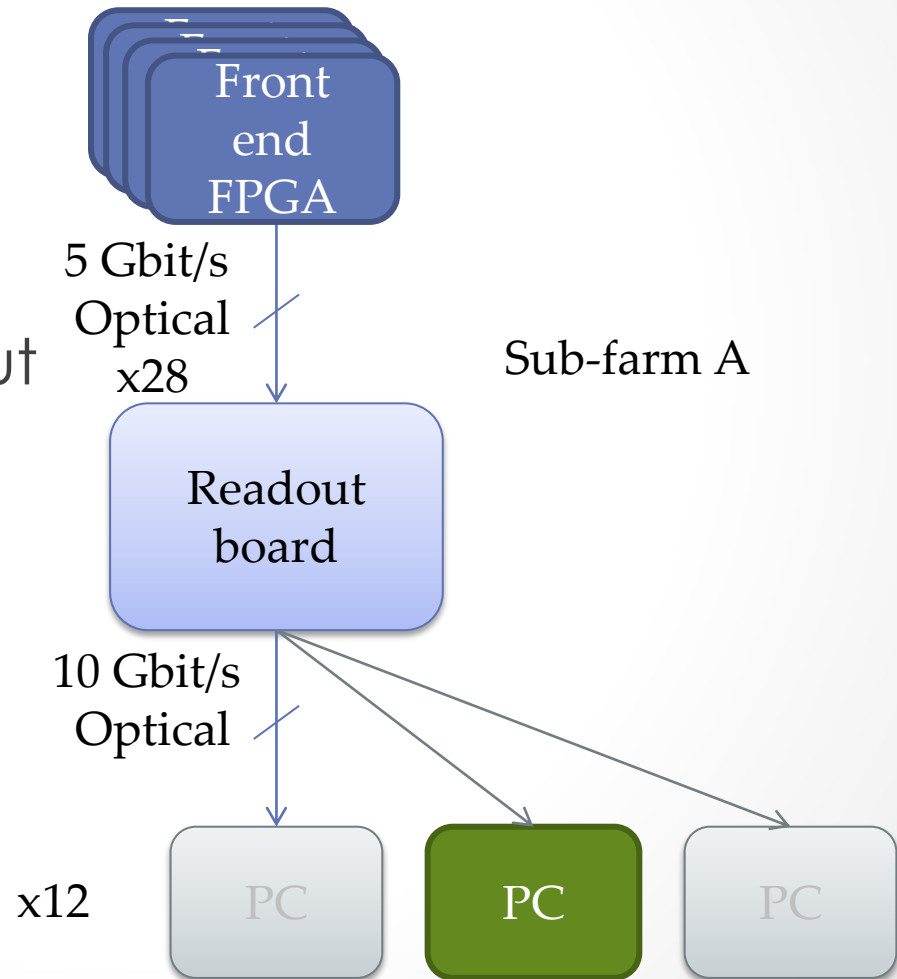 Front
end
FPGA
5 Gbit/s
Optical
x28
Sub-farm A
Readout
board
10 Gbit/s
Optical
x12
PC
PC
PC